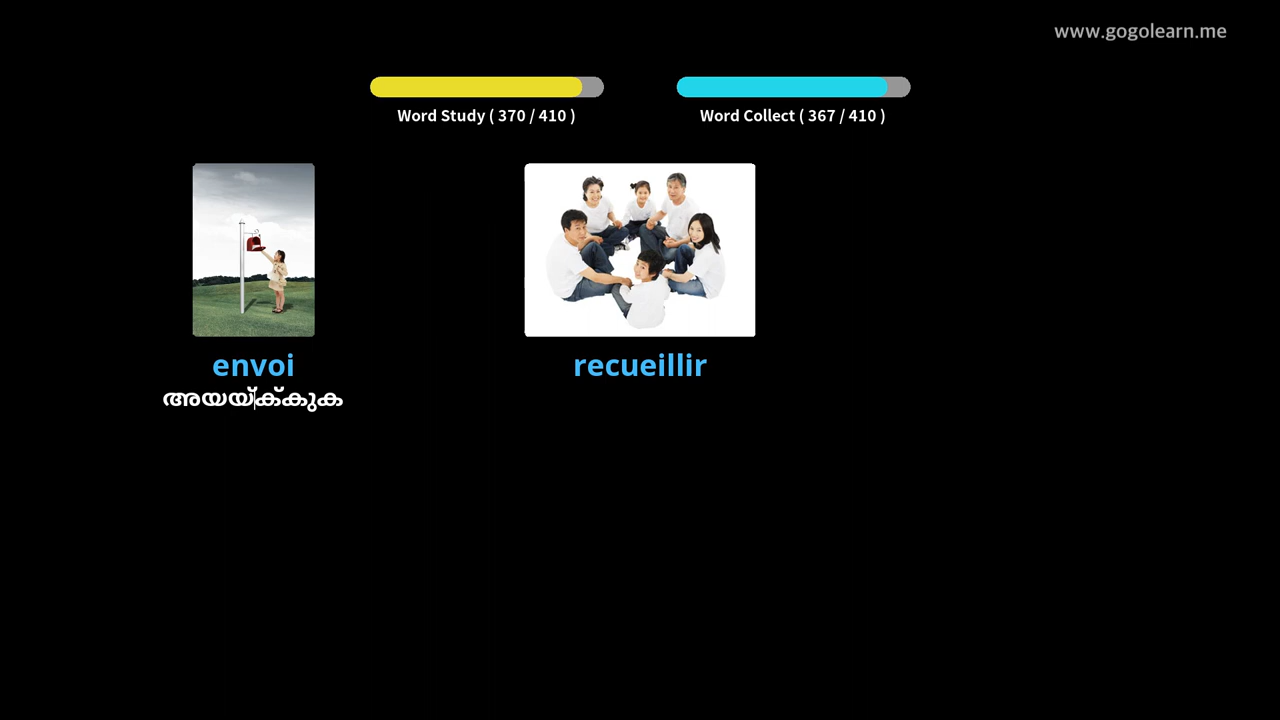 www.gogolearn.me
Word Study ( 370 / 410 )
Word Collect ( 367 / 410 )
envoi
അയയ്ക്കുക
recueillir